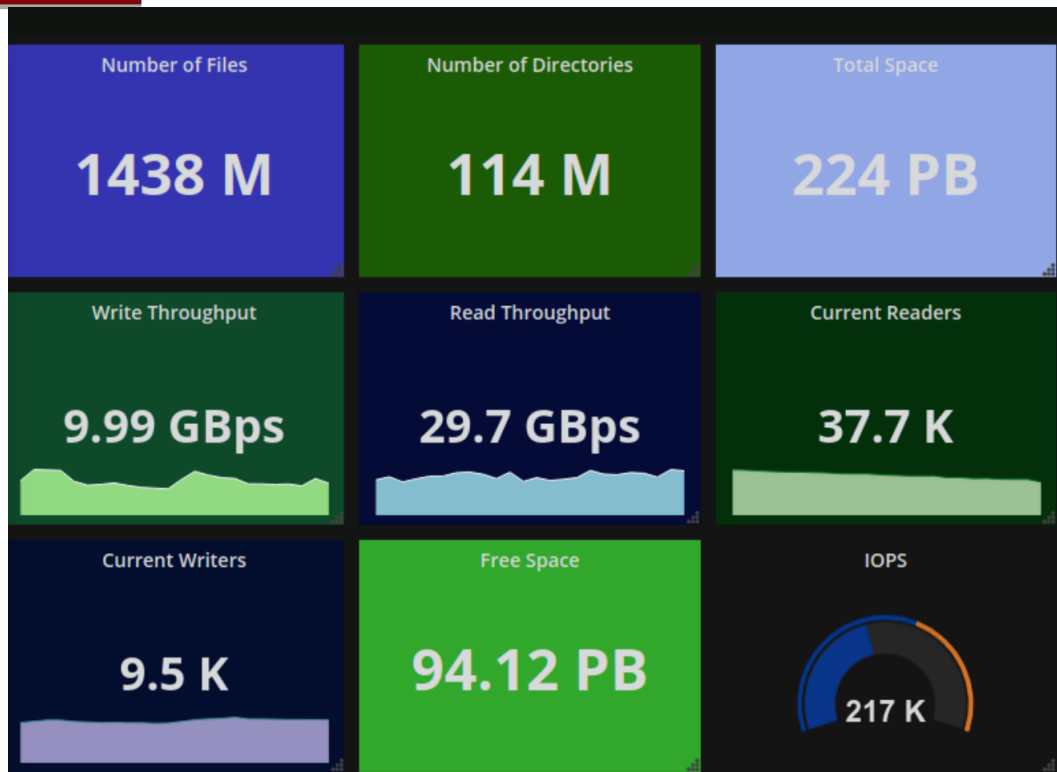 Number of Files
1438 M
Number of Directories
114 M
Total Space
224 PB
Write Throughput
9.99 GBps
Read Throughput
29.7 GBps
Current Readers
37.7 K
Current Writers
9.5 K
Free Space
94.12 PB
IOPS
217 K